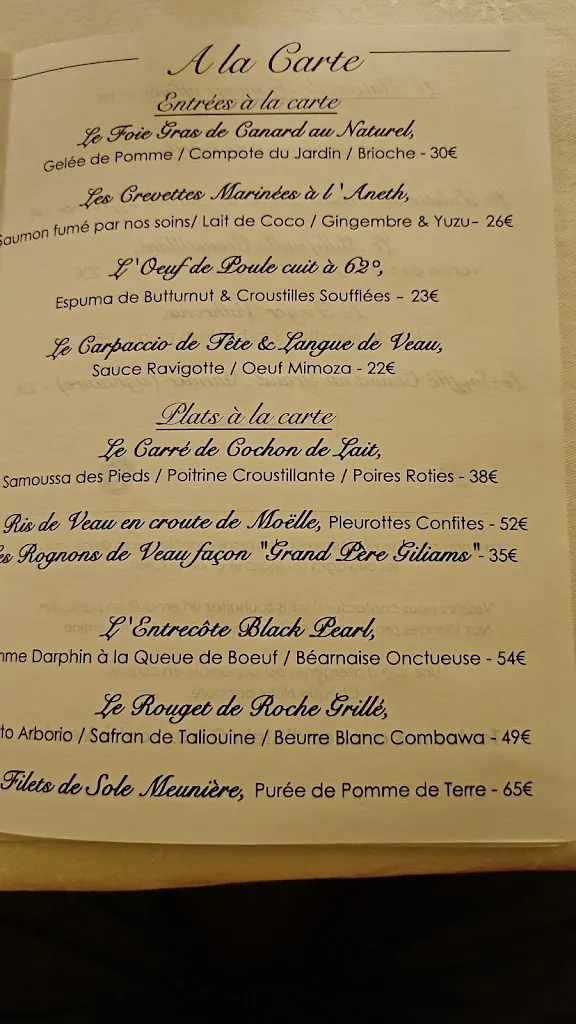 A la Carte
Entrées à la carte
Le Foie Gras de Canard au Naturel,
Gelée de Pomme / Compote du Jardin / Brioche - 30€
Les Crevettes Marinées à l'Aneth,
Saumon fumé par nos soins/ Lait de Coco / Gingembre & Yuzu- 26€
L'Oeuf de Poule cuit à 62°,
Espuma de Butturnut & Croustilles Soufflées - 23€
Le Carpaccio de Tête & Langue de Veau,
Sauce Ravigotte / Oeuf Mimoza - 22€
Plats à la carte
Le Carré de Cochon de Lait,
Samoussa des Pieds / Poitrine Croustillante / Poires Roties - 38€
Ris de Veau en croute de Moëlle, Pleurottes Confites - 52€
es Rognons de Veau façon "Grand Père Giliams"- 35€
L'Entrecôte Black Pearl,
mme Darphin à la Queue de Boeuf / Béarnaise Onctueuse - 54€
Le Rouget de Roche Grillé,
to Arborio / Safran de Taliouine / Beurre Blanc Combawa - 49€
Filets de Sole Meunière, Purée de Pomme de Terre - 65€